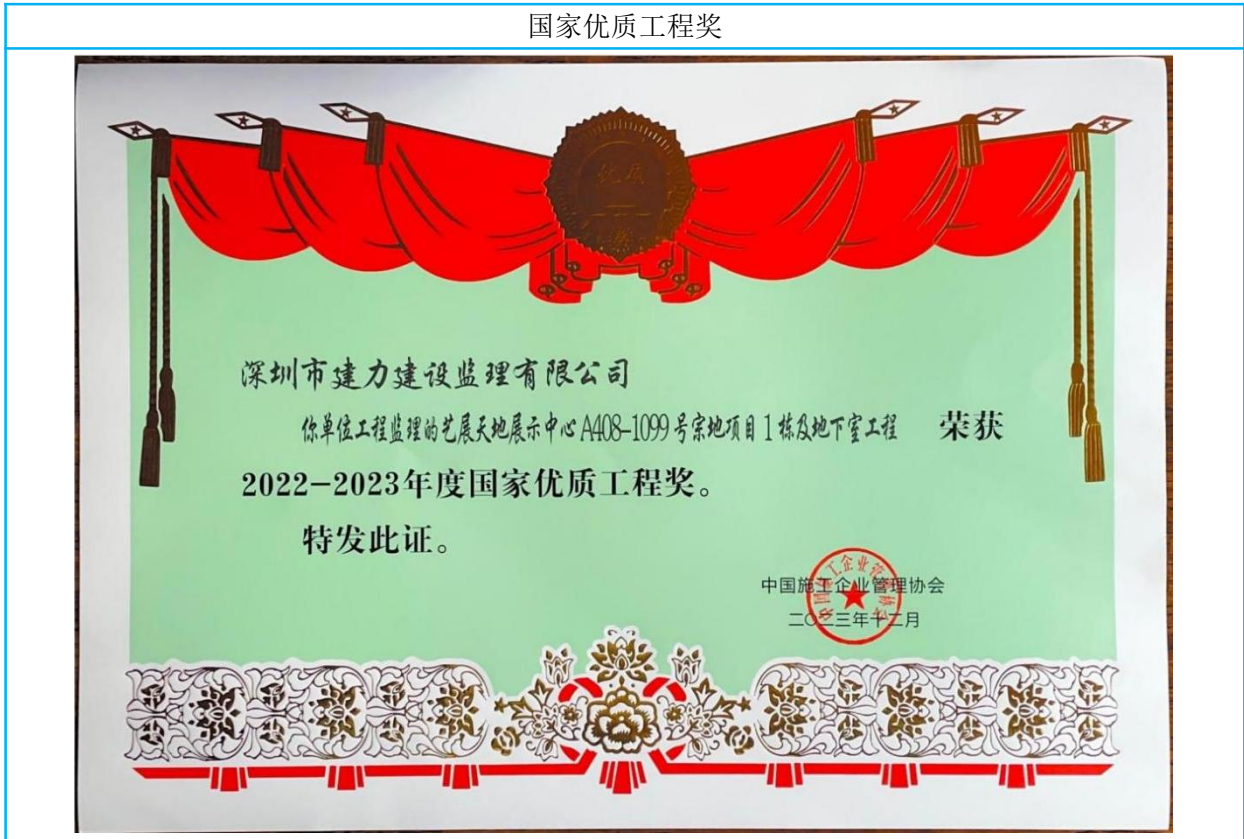 国家优质工程奖
深圳市建力建设监理有限公司
你单位工程监理的艺展天地展示中心A408-1099号宗地项目1栋及地下室工程 荣获
2022-2023年度国家优质工程奖。
特发此证。
中国施工企业管理协会
二〇二三年十二月